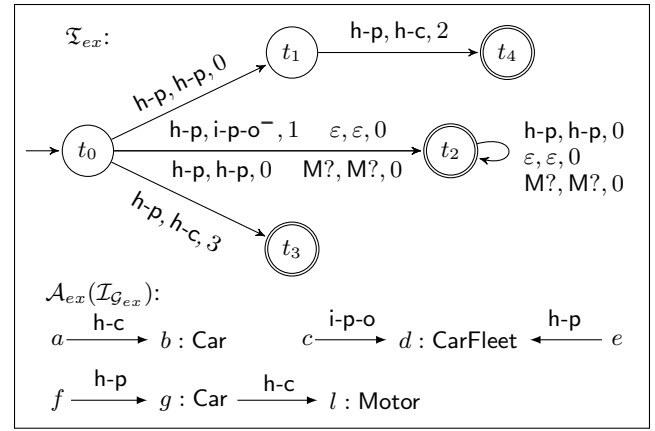 𝔗ₑₓ:
t₁
h-p, h-c, 2
t₄
h-p, h-p, 0
t₀
h-p, i-p-o⁻, 1 ε, ε, 0
h-p, h-p, 0 M?, M?, 0
t₂
h-p, h-p, 0
ε, ε, 0
M?, M?, 0
h-p, h-c, 3
t₃
𝒜ₑₓ(ℐ_𝒢ₑₓ):
h-c
i-p-o
h-p
a b : Car c d : CarFleet e
h-p
h-c
f g : Car l : Motor